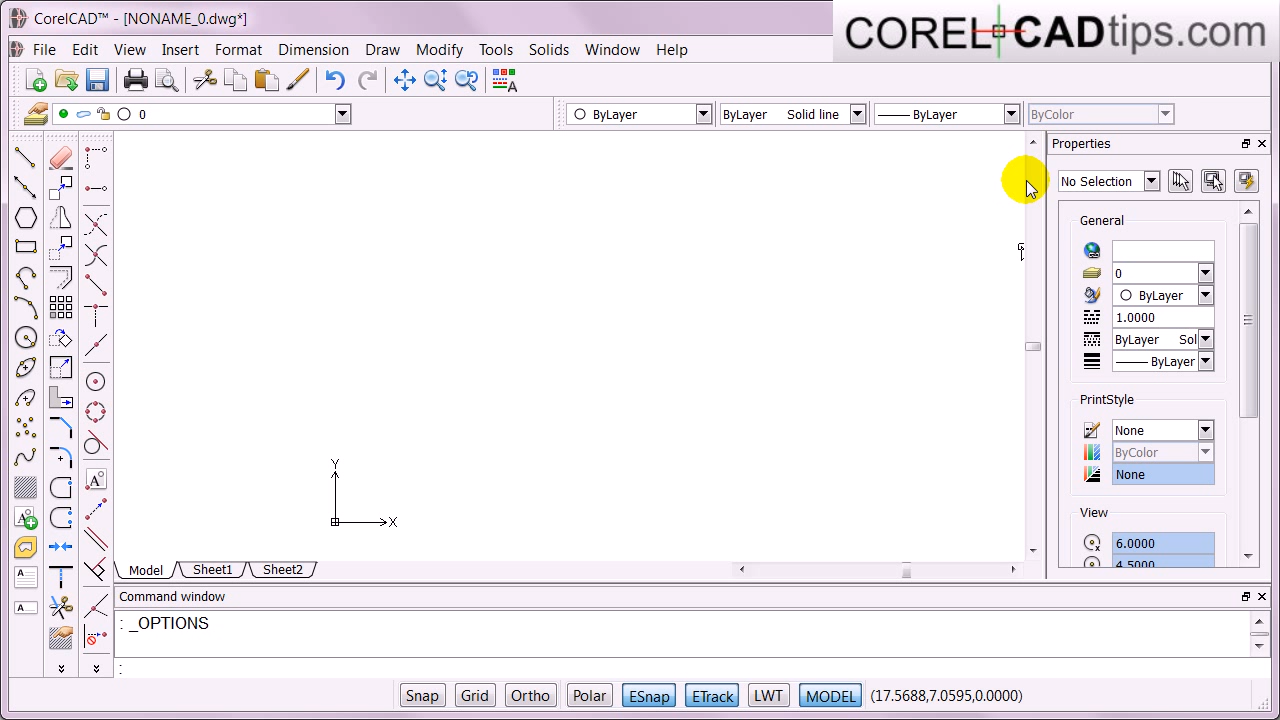 CorelCAD™ - [NONAME_0.dwg*]
COREL CADtips.com
File Edit View Insert Format Dimension Draw Modify Tools Solids Window Help
0 ByLayer ByLayer Solid line ByLayer ByColor
Properties
No Selection
General
0
ByLayer
1.0000
ByLayer Sol
ByLayer
PrintStyle
None
ByColor
None
View
6.0000
4.5000
Y
X
A
A
A
A
A
Model Sheet1 Sheet2
Command window
: _OPTIONS
:
Snap Grid Ortho Polar ESnap ETrack LWT MODEL (17.5688,7.0595,0.0000)